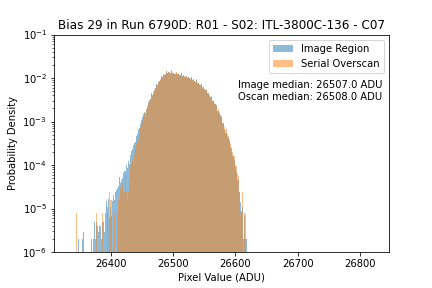 Bias 29 in Run 6790D: R01 - S02: ITL-3800C-136 - C07
Image Region
Serial Overscan
Image median: 26507.0 ADU
Oscan median: 26508.0 ADU
Probability Density
10⁻¹
10⁻²
10⁻³
10⁻⁴
10⁻⁵
10⁻⁶
26400 26500 26600 26700 26800
Pixel Value (ADU)